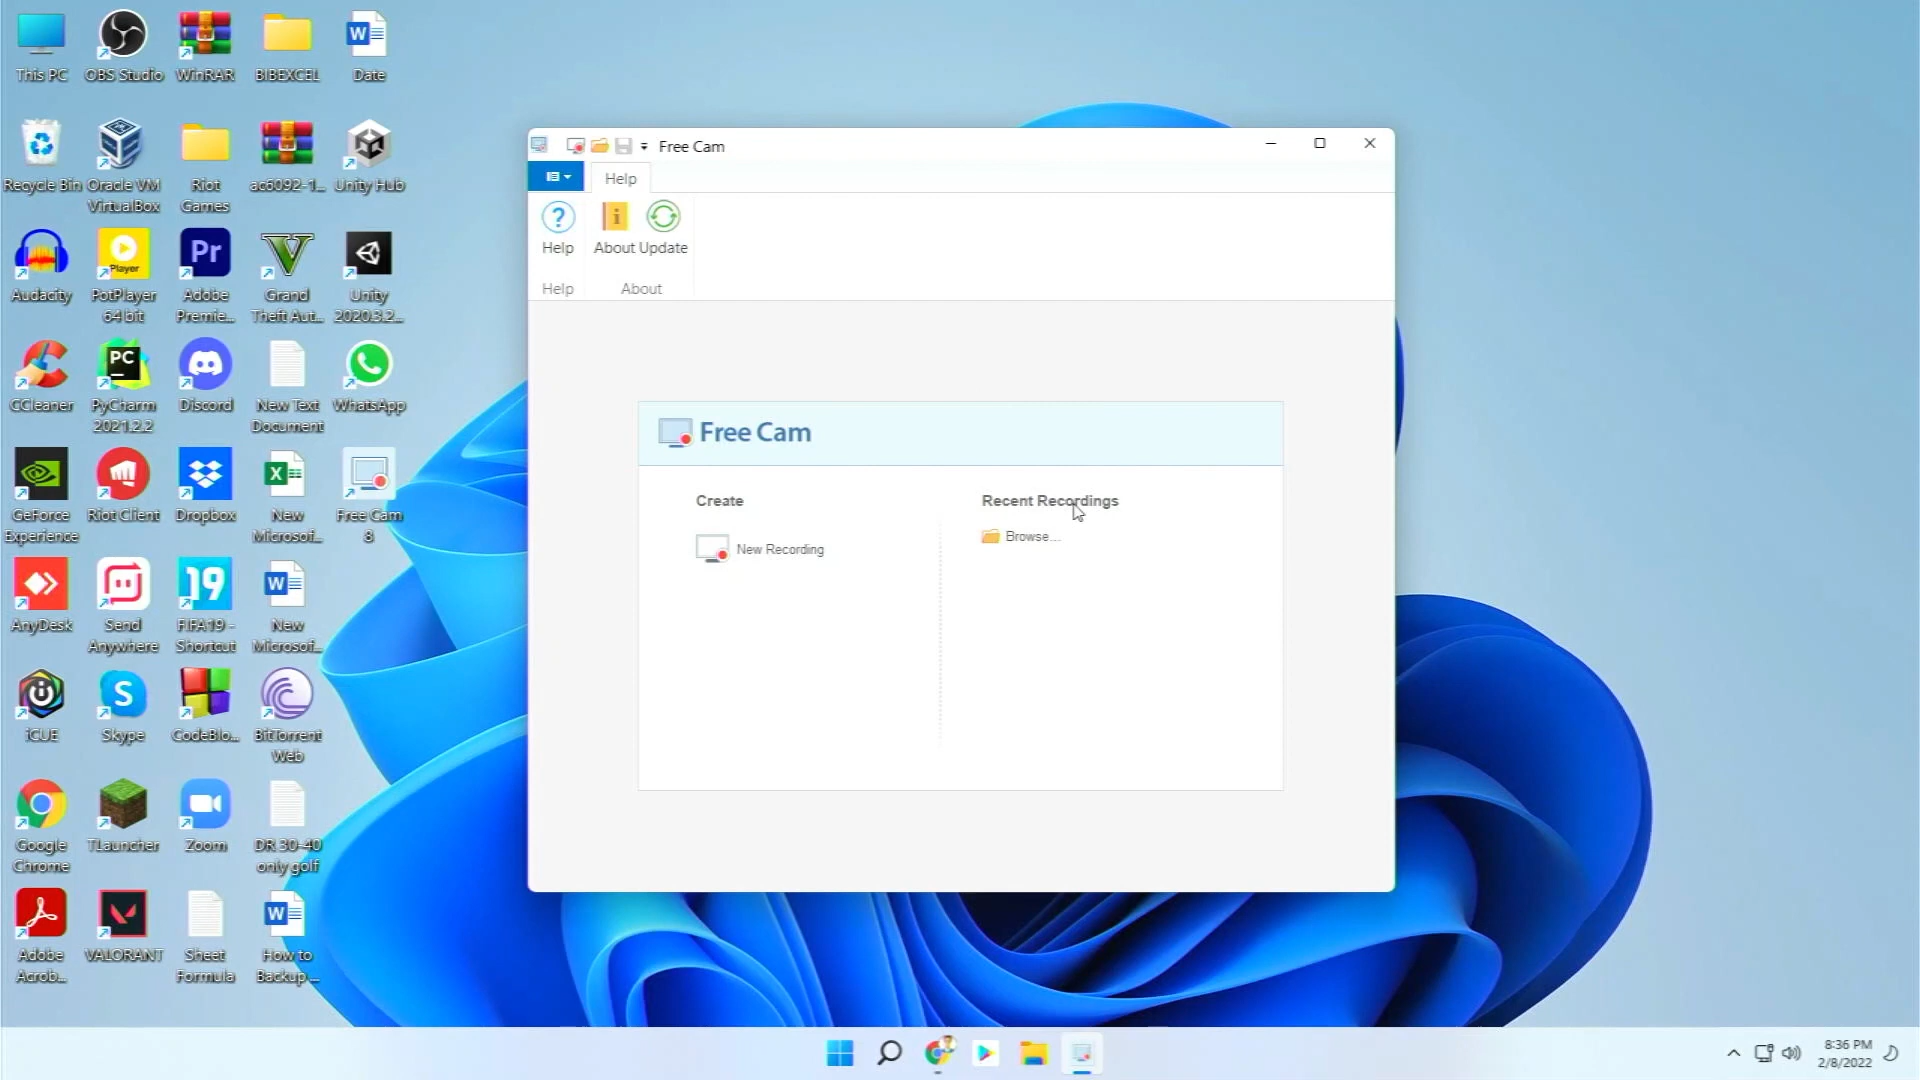 This PC
OBS Studio
WinRAR
BIBEXCEL
Date
Recycle Bin
Oracle VM
VirtualBox
Riot
Games
ac6092-1...
Unity Hub
Audacity
PotPlayer
64 bit
Adobe
Premie...
Grand
Theft Aut...
Unity
2020.3.2...
CCleaner
PyCharm
2021.2.2
Discord
New Text
Document
WhatsApp
GeForce
Experience
Riot Client
Dropbox
New
Microsof...
Free Cam
8
AnyDesk
Send
Anywhere
FIFA19 -
Shortcut
New
Microsof...
iCUE
Skype
CodeBlo...
BitTorrent
Web
Google
Chrome
TLauncher
Zoom
DR 30-40
only golf
Adobe
Acrob...
VALORANT
Sheet
Formula
How to
Backup ...
Player
Pr
PC
19
Free Cam
Help
Help
About
Update
Help
About
Free Cam
Create
New Recording
Recent Recordings
Browse...
8:36 PM
2/8/2022